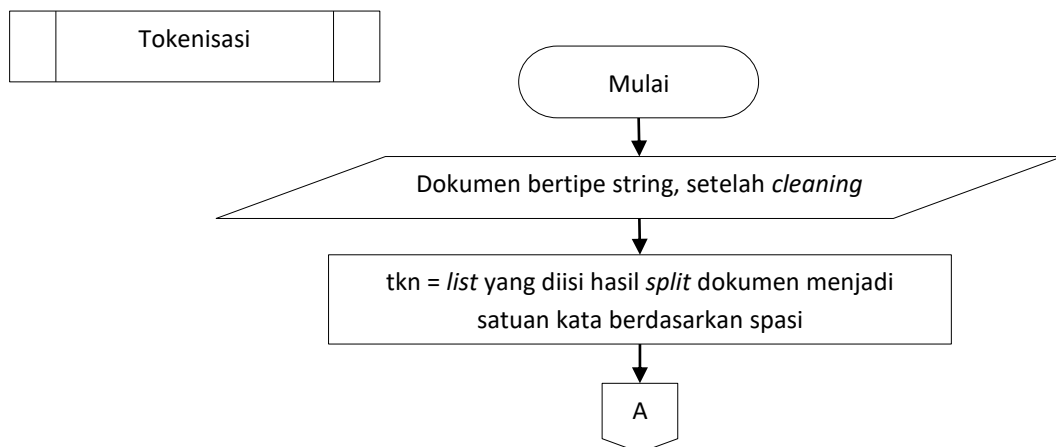 Tokenisasi
Mulai
Dokumen bertipe string, setelah cleaning
tkn = list yang diisi hasil split dokumen menjadi
satuan kata berdasarkan spasi
A